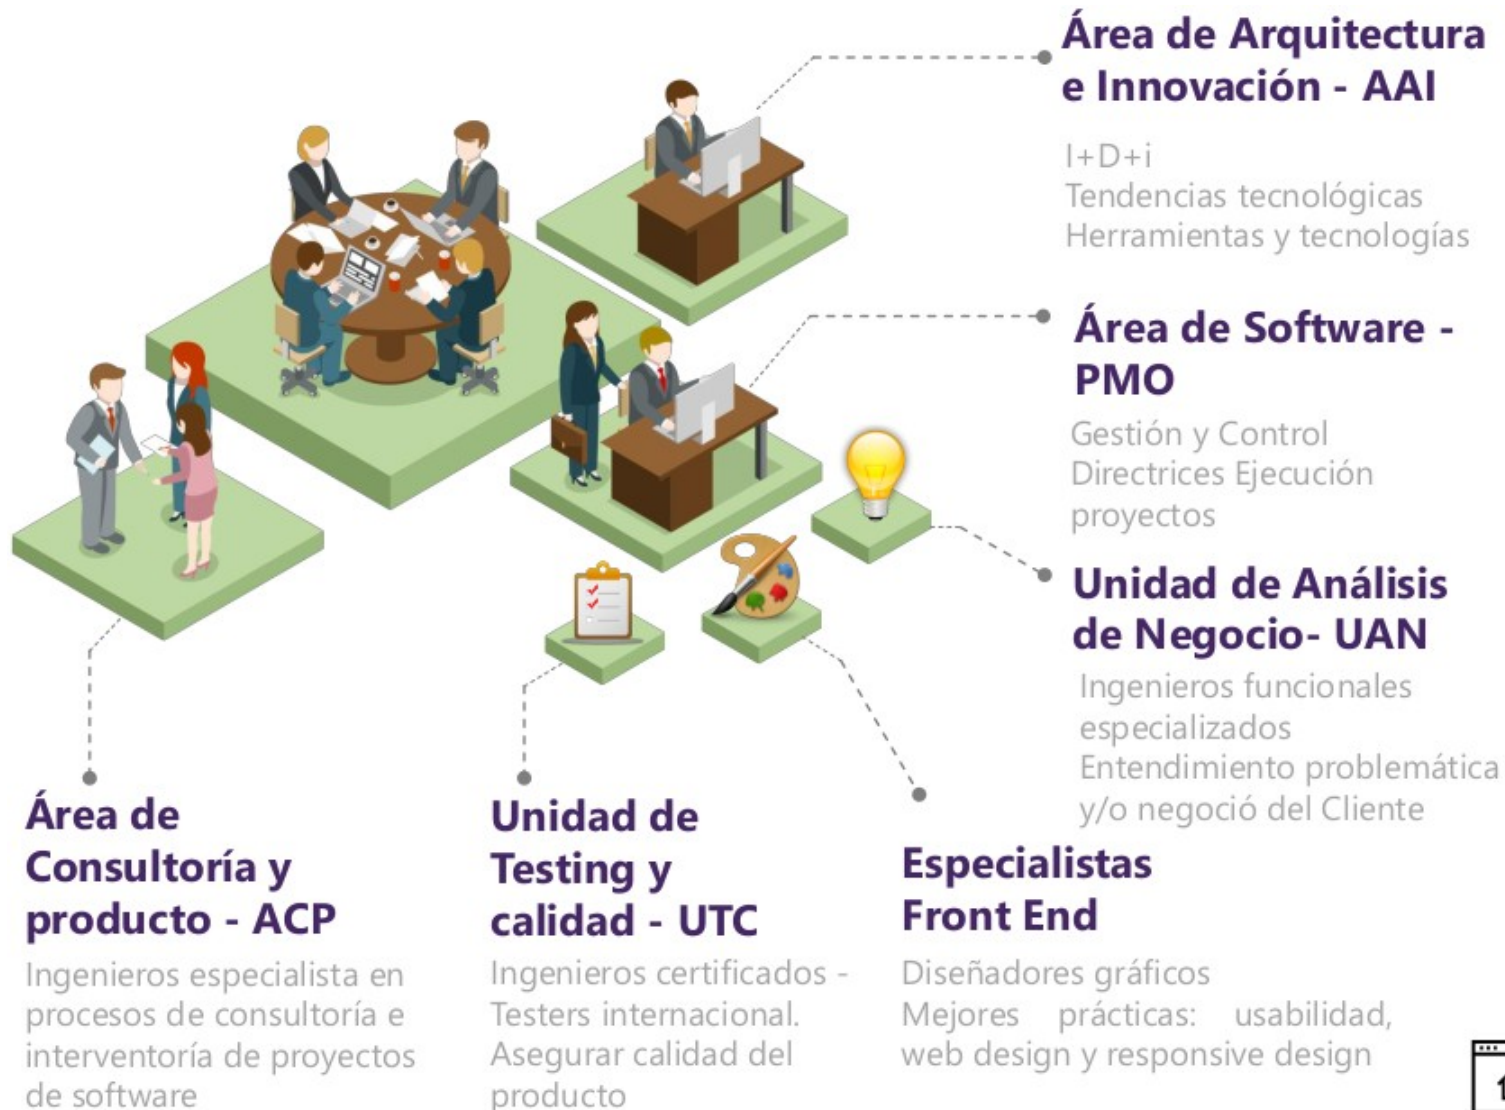 Área de Arquitectura
e Innovación - AAI
I+D+i
Tendencias tecnológicas
Herramientas y tecnologías
Área de Software -
PMO
Gestión y Control
Directrices Ejecución
proyectos
Unidad de Análisis
de Negocio- UAN
Ingenieros funcionales
especializados
Entendimiento problemática
y/o negoció del Cliente
Área de
Consultoría y
producto - ACP
Ingenieros especialista en
procesos de consultoría e
interventoría de proyectos
de software
Unidad de
Testing y
calidad - UTC
Ingenieros certificados -
Testers internacional.
Asegurar calidad del
producto
Especialistas
Front End
Diseñadores gráficos
Mejores prácticas: usabilidad,
web design y responsive design